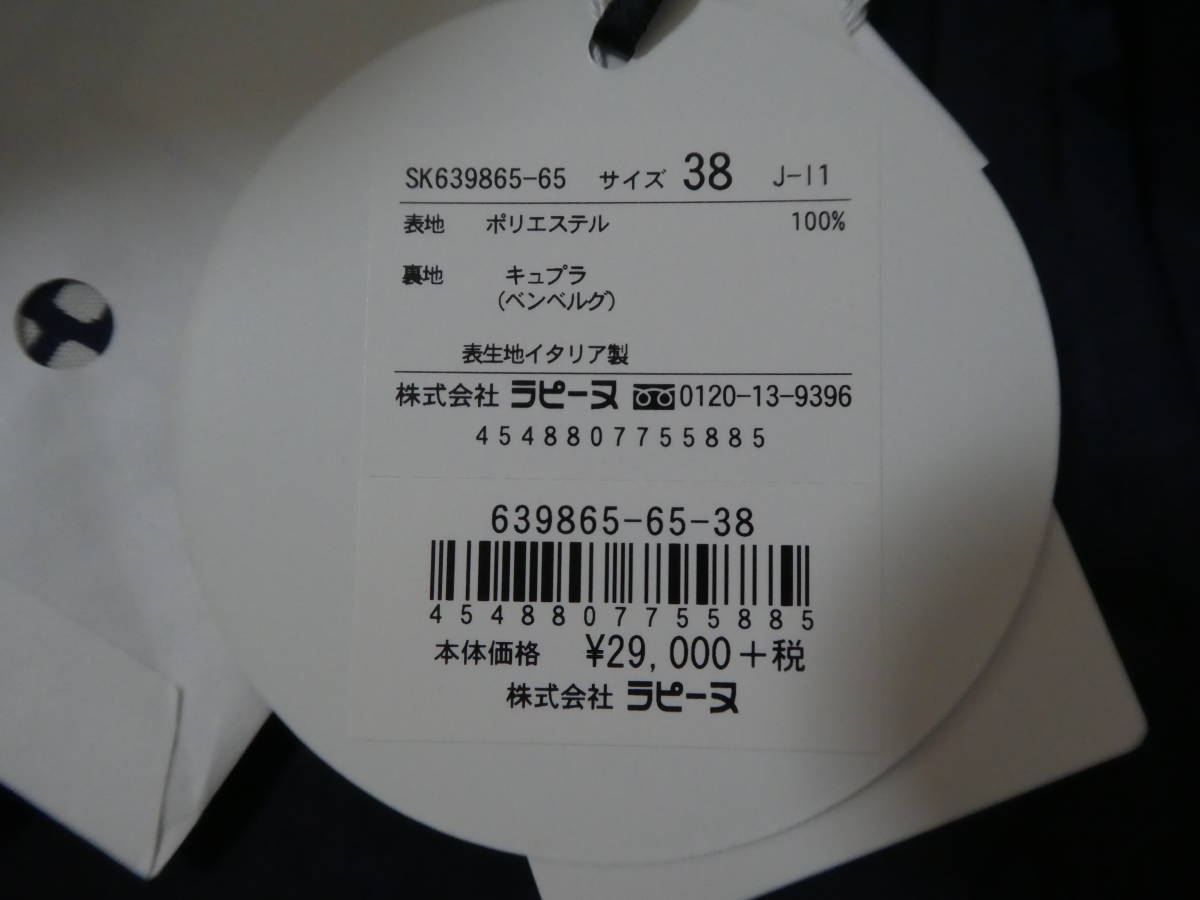 SK639865-65 サイズ 38 J-I1
表地 ポリエステル 100%
裏地 キュプラ
(ベンベルグ)
表生地イタリア製
株式会社 ラピーヌ 0120-13-9396
4548807755885
639865-65-38
4548807755885
本体価格 ¥29,000+税
株式会社 ラピーヌ